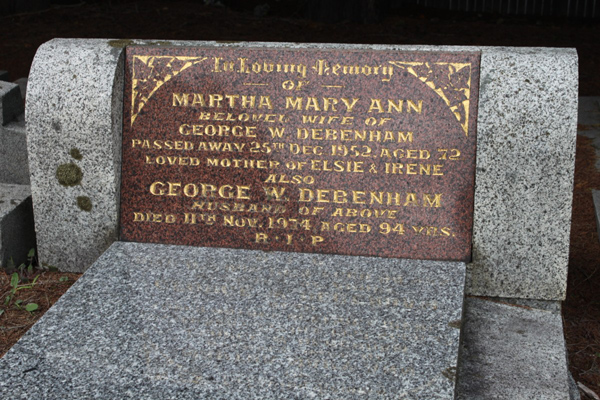 In Loving Memory
OF
MARTHA MARY ANN
BELOVED WIFE OF
GEORGE W. DEBENHAM
PASSED AWAY 25TH DEC. 1952, AGED 72
LOVED MOTHER OF ELSIE & IRENE
ALSO
GEORGE W. DEBENHAM
HUSBAND OF ABOVE
DIED 11TH NOV. 1974, AGED 94 YRS.
R.I.P